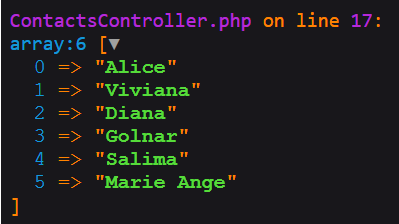 ContactsController.php on line 17:
array:6 [▼
  0 => "Alice"
  1 => "Viviana"
  2 => "Diana"
  3 => "Golnar"
  4 => "Salima"
  5 => "Marie Ange"
]